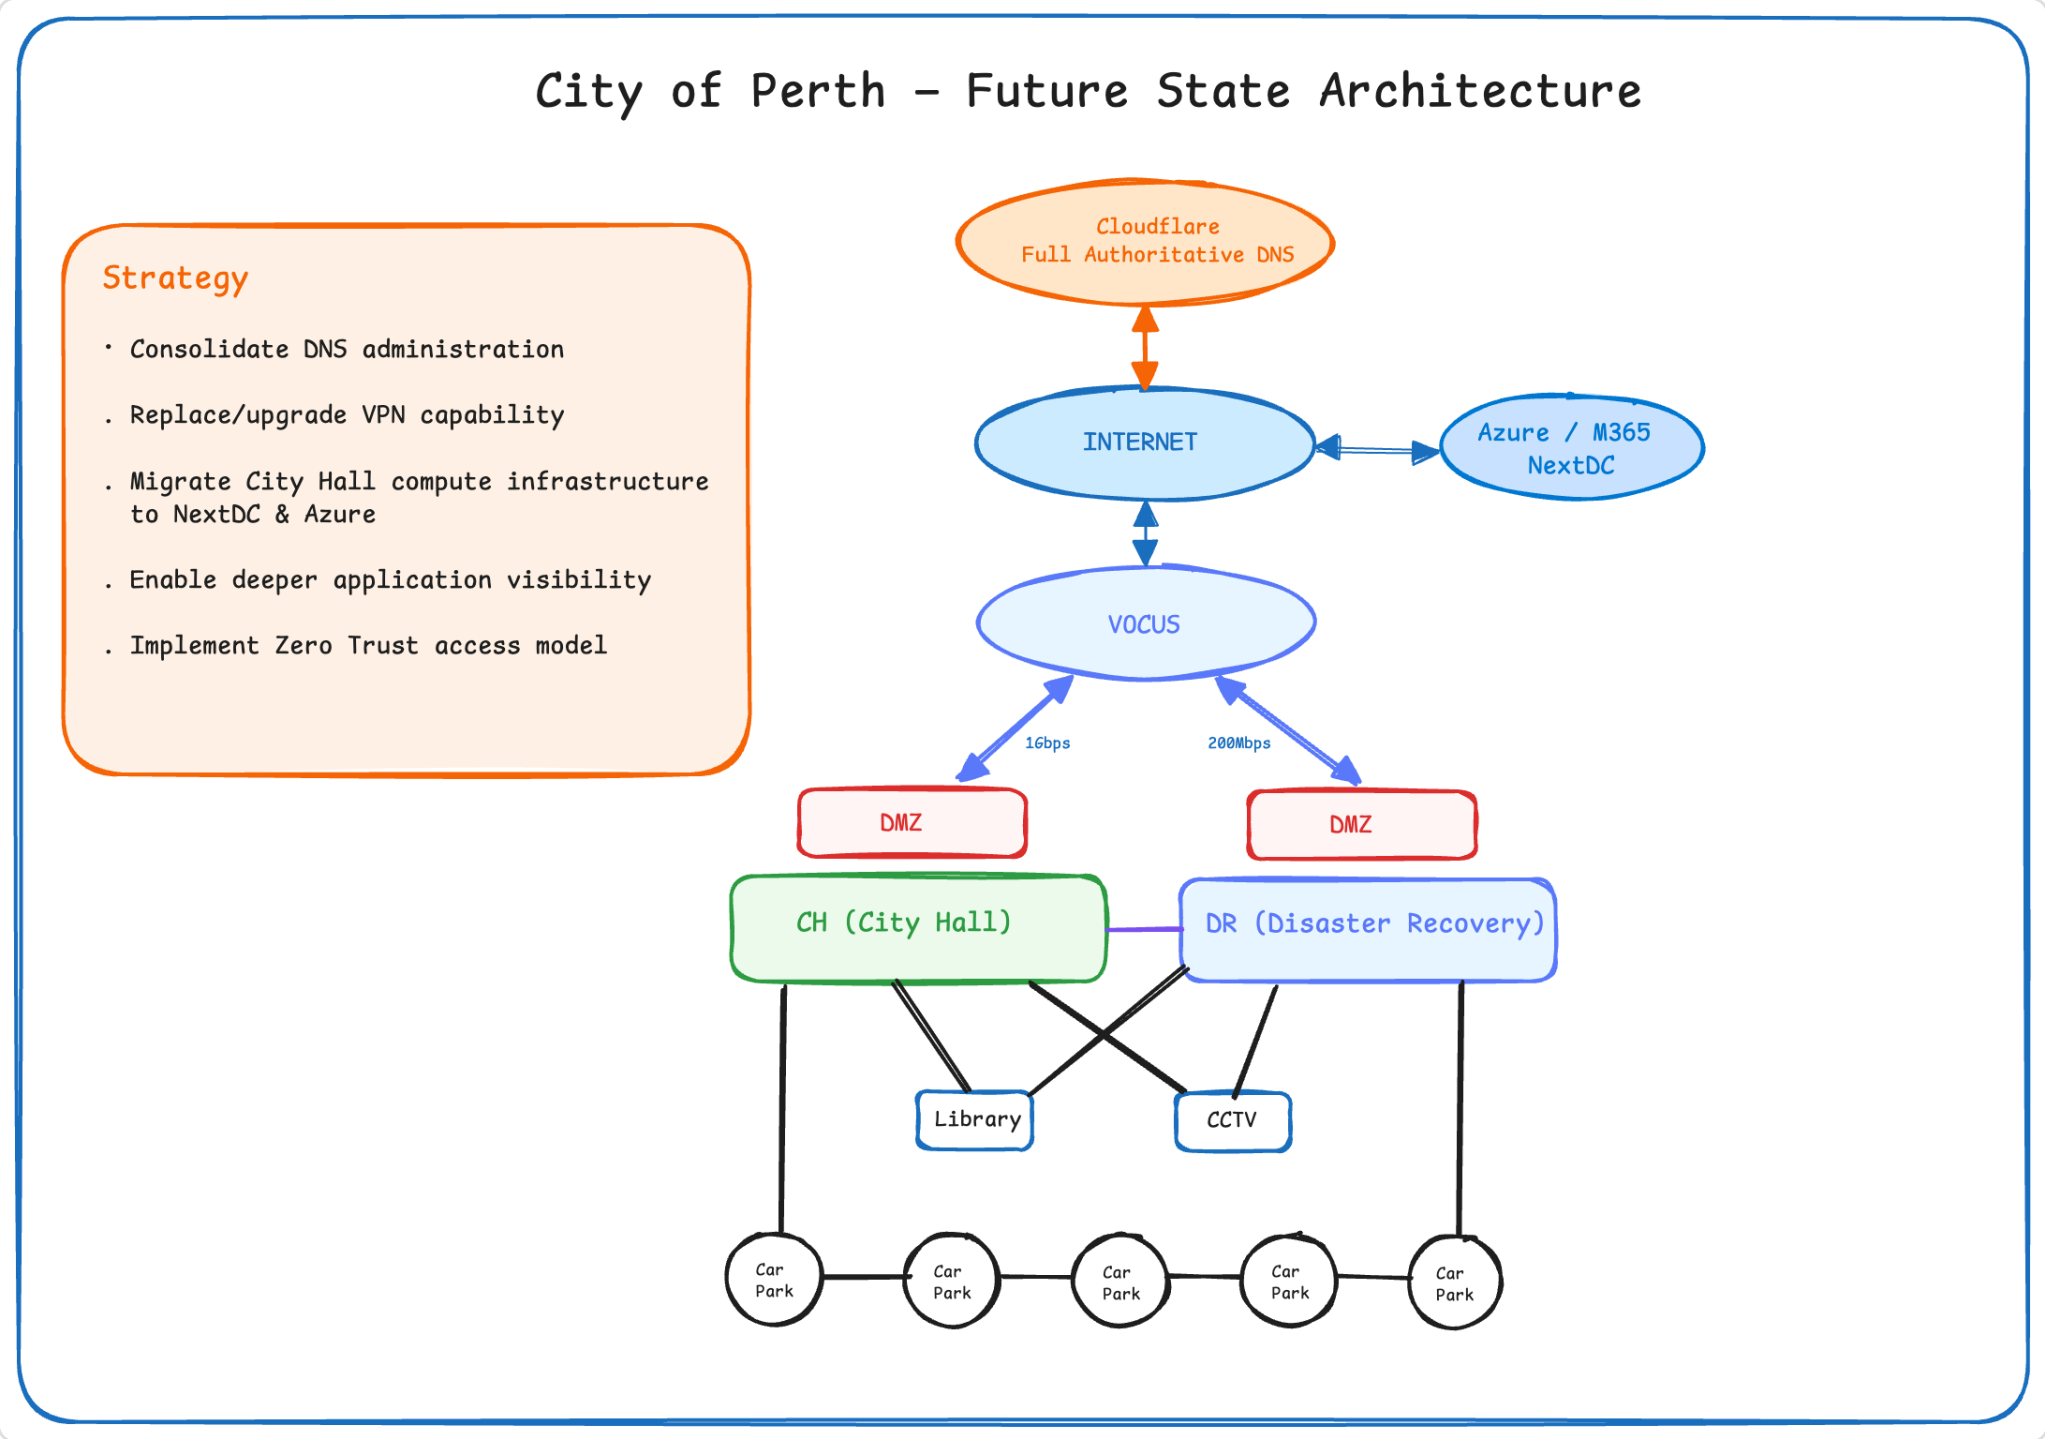 City of Perth – Future State Architecture
Cloudflare
Full Authoritative DNS
Strategy
· Consolidate DNS administration
. Replace/upgrade VPN capability
. Migrate City Hall compute infrastructure
to NextDC & Azure
. Enable deeper application visibility
. Implement Zero Trust access model
INTERNET
Azure / M365
NextDC
VOCUS
1Gbps
200Mbps
DMZ
DMZ
CH (City Hall)
DR (Disaster Recovery)
Library
CCTV
Car
Park
Car
Park
Car
Park
Car
Park
Car
Park